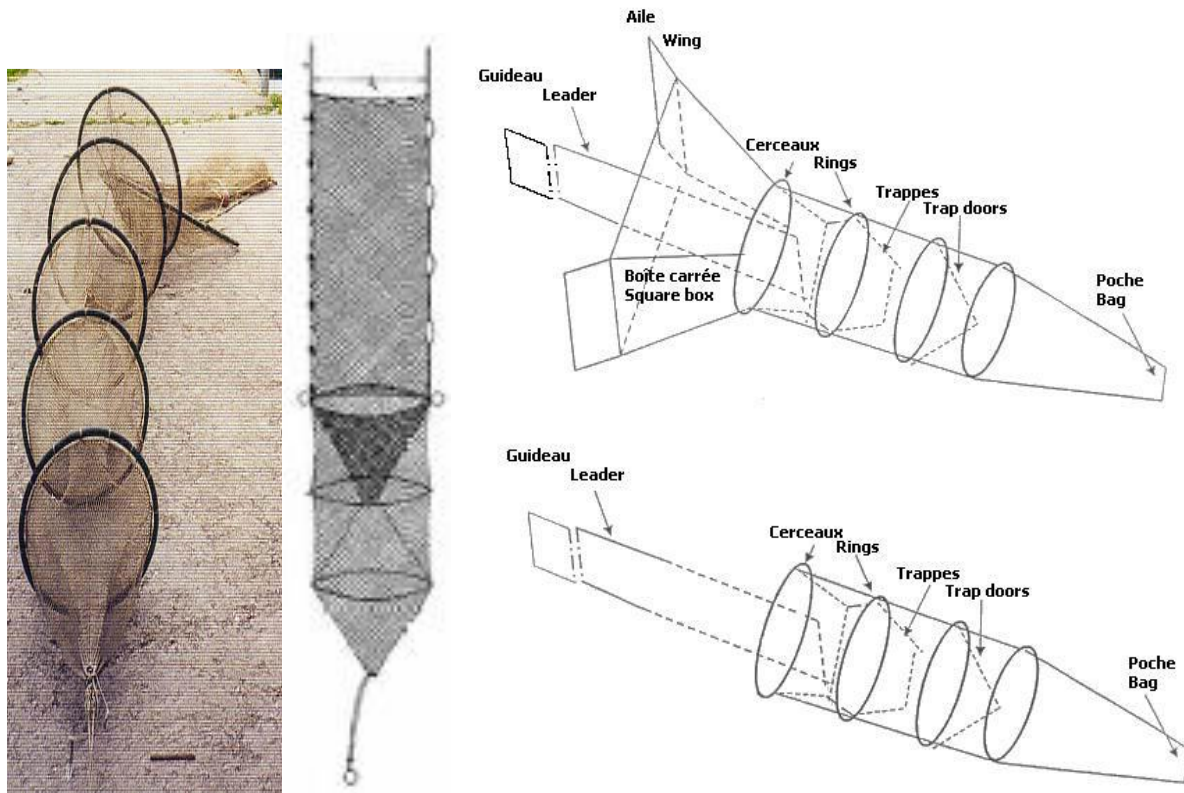 Aile
Wing
Guideau
Leader
Cerceaux
Rings
Trappes
Trap doors
Boîte carrée
Square box
Poche
Bag
Guideau
Leader
Cerceaux
Rings
Trappes
Trap doors
Poche
Bag